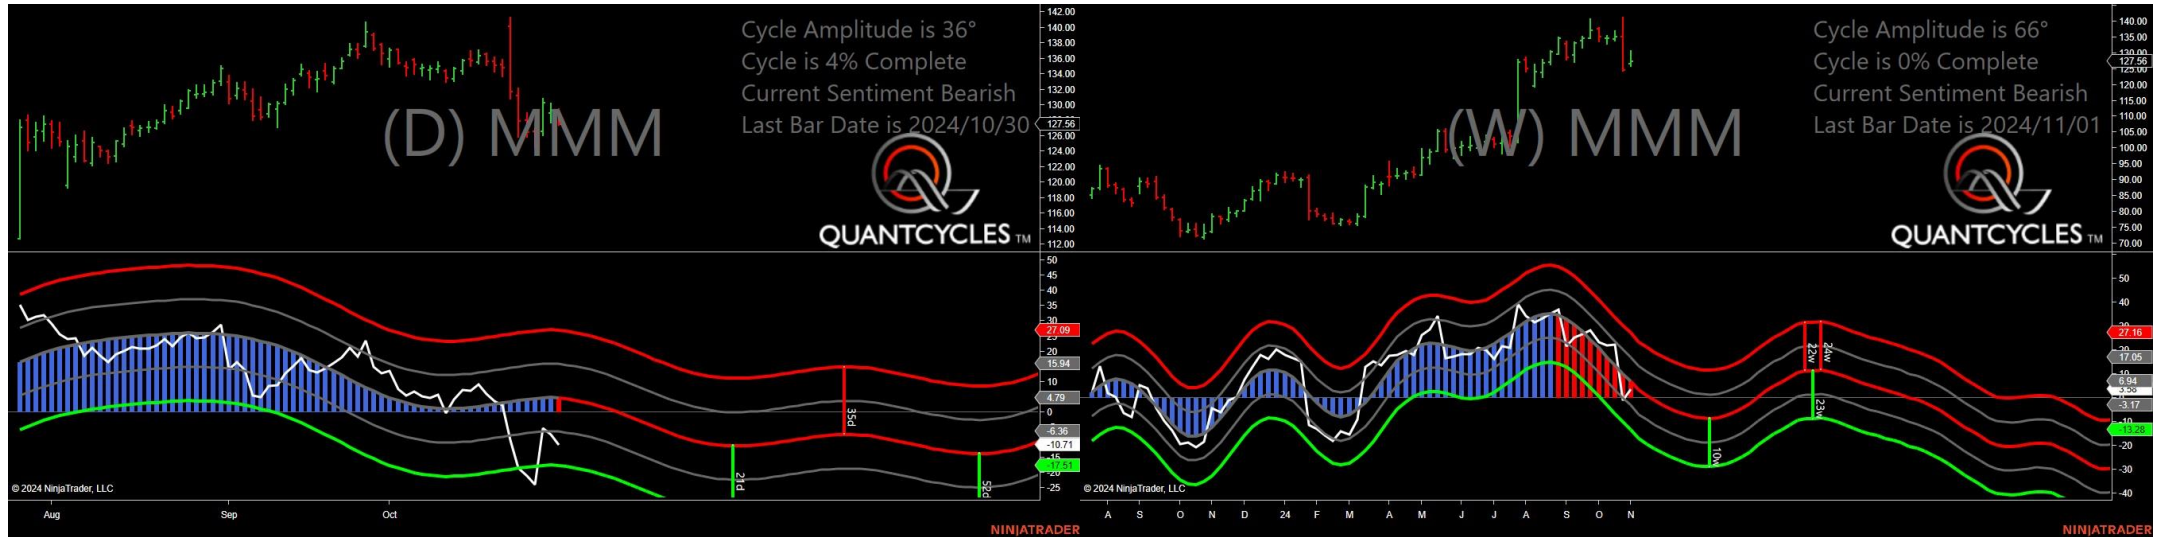 Cycle Amplitude is 36°
Cycle is 4% Complete
Current Sentiment Bearish
Last Bar Date is 2024/10/30
(D) MMM
QUANTCYCLES TM
142.00
140.00
138.00
136.00
134.00
132.00
130.00
127.56
126.00
124.00
122.00
120.00
118.00
116.00
114.00
112.00
50
45
40
35
30
27.09
20
15.94
10
4.79
0
-6.36
-10.71
-15
-17.51
-25
35d
21d
52d
© 2024 NinjaTrader, LLC
Aug Sep Oct
NINJATRADER
Cycle Amplitude is 66°
Cycle is 0% Complete
Current Sentiment Bearish
Last Bar Date is 2024/11/01
(W) MMM
QUANTCYCLES TM
140.00
135.00
130.00
127.56
125.00
120.00
115.00
110.00
105.00
100.00
95.00
90.00
85.00
80.00
75.00
70.00
50
40
27.16
20
17.05
6.94
-3.17
-13.28
-20
-30
-40
22w
24w
23w
10w
© 2024 NinjaTrader, LLC
A S O N D 24 F M A M J J A S O N
NINJATRADER